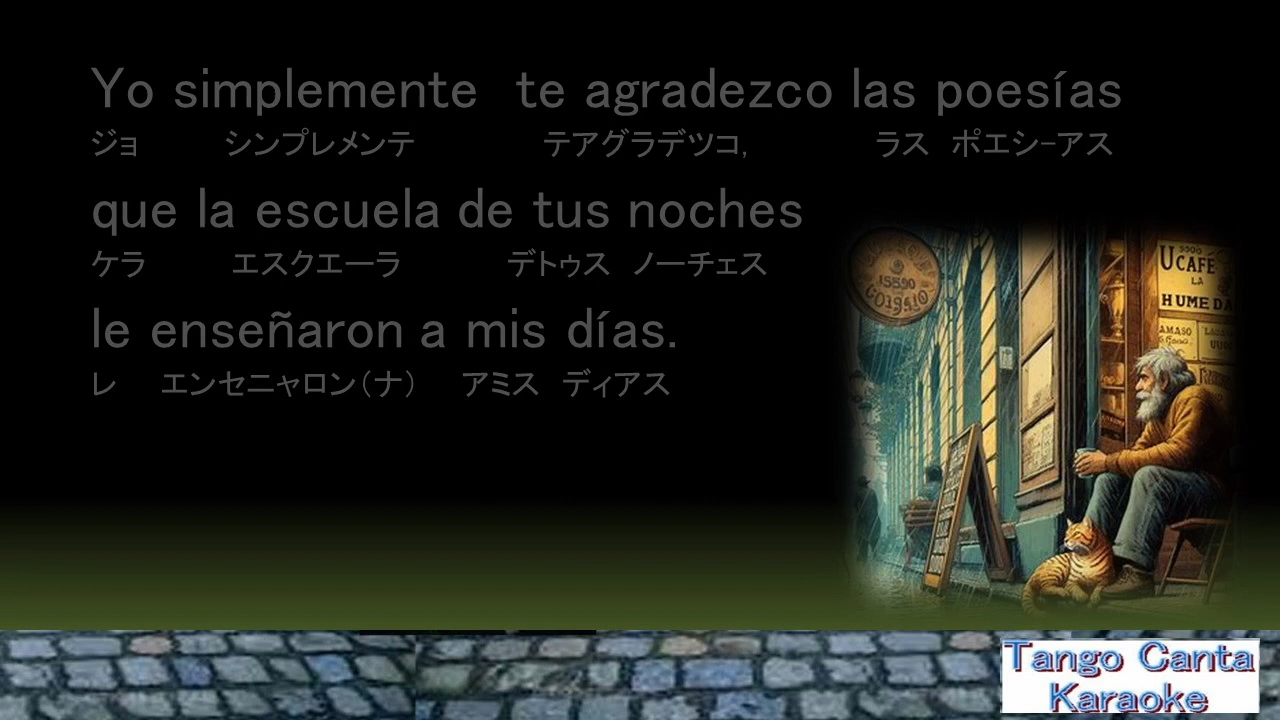 Yo simplemente te agradezco las poesías
ジョ シンプレメンテ テアグラデツコ, ラス ポエシ-アス
que la escuela de tus noches
ケラ エスクエーラ デトゥス ノーチェス
le enseñaron a mis días.
レ エンセニャロン(ナ) アミス ディアス
15590
UCAFÉ
LA
HUMEDA
AMASO
Tango Canta
Karaoke